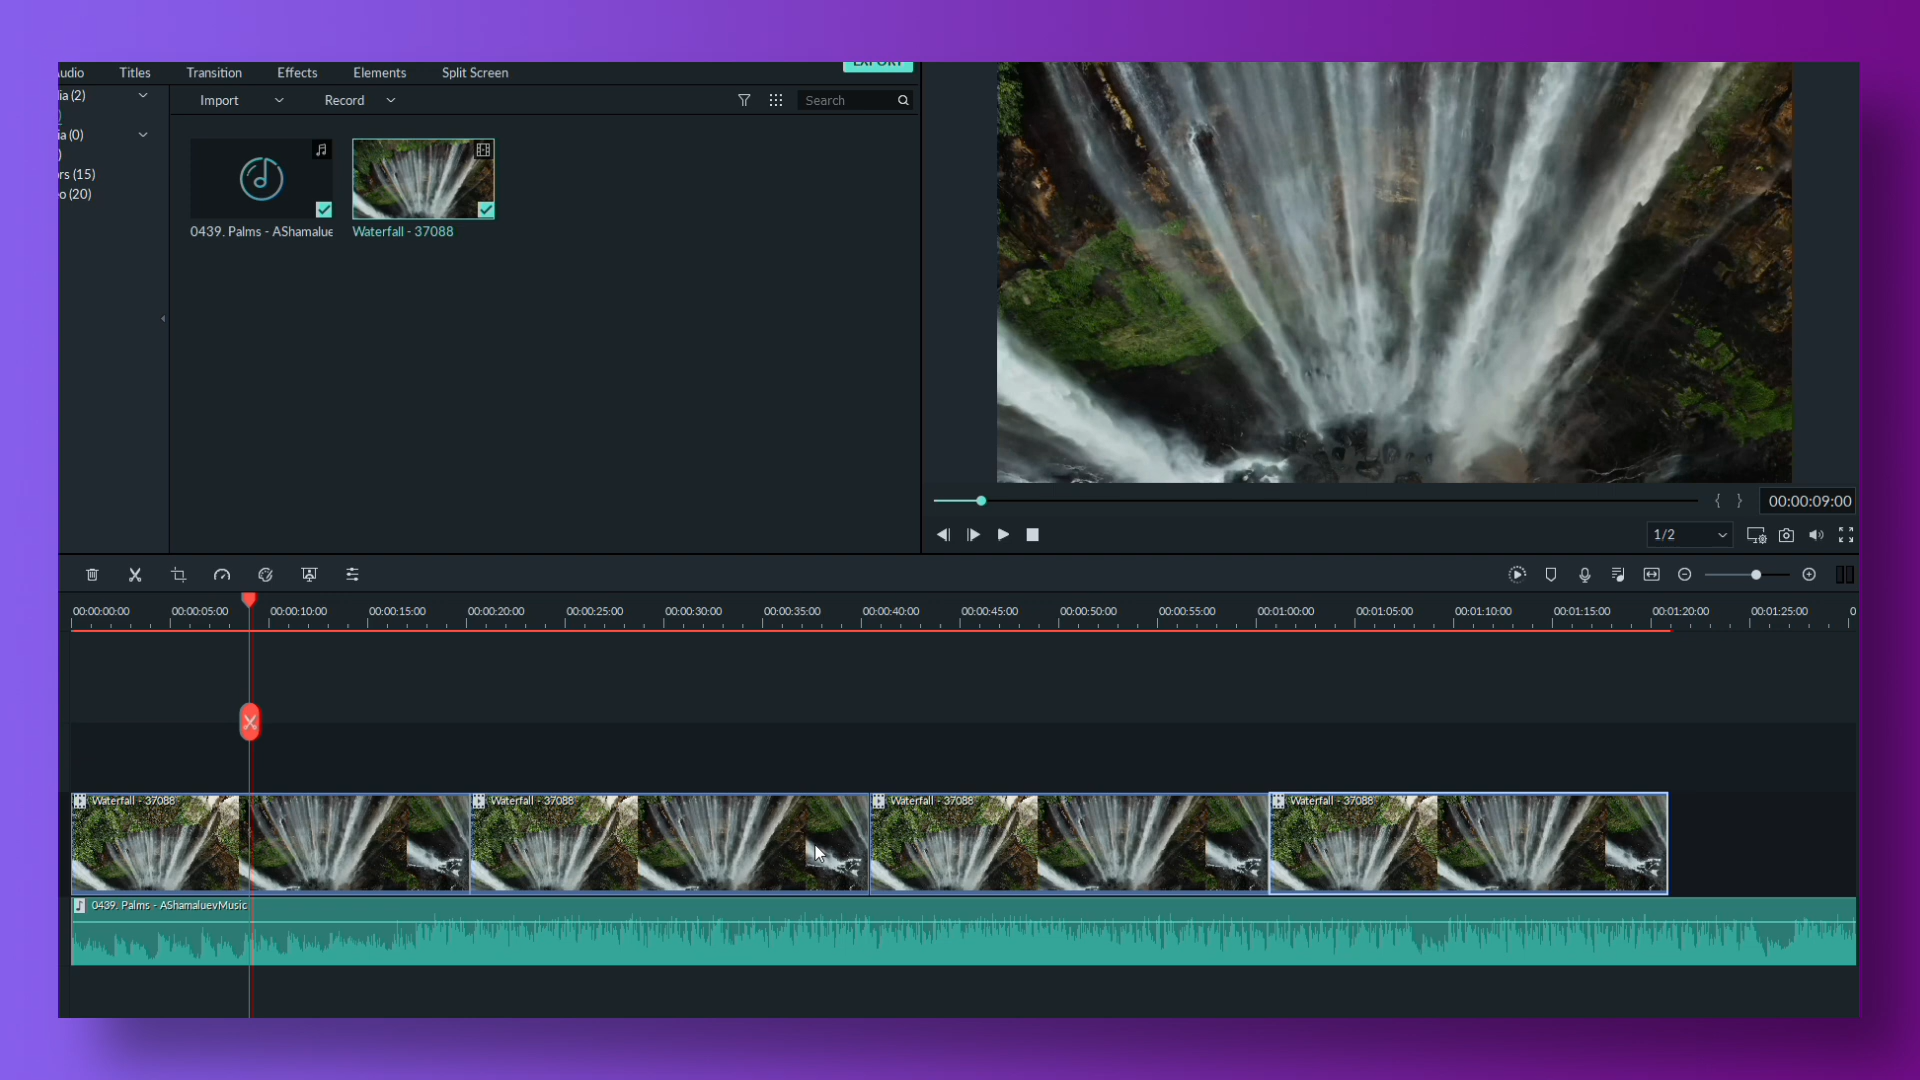 udio Titles Transition Effects Elements Split Screen EXPORT
ia (2)
Import Record Search
ia (0)
rs (15)
o (20)
0439. Palms - AShamalue Waterfall - 37088
00:00:09:00
1/2
00:00:00:00 00:00:05:00 00:00:10:00 00:00:15:00 00:00:20:00 00:00:25:00 00:00:30:00 00:00:35:00 00:00:40:00 00:00:45:00 00:00:50:00 00:00:55:00 00:01:00:00 00:01:05:00 00:01:10:00 00:01:15:00 00:01:20:00 00:01:25:00 0
Waterfall - 37088 Waterfall - 37088 Waterfall - 37088 Waterfall - 37088
0439. Palms - AShamaluevMusic